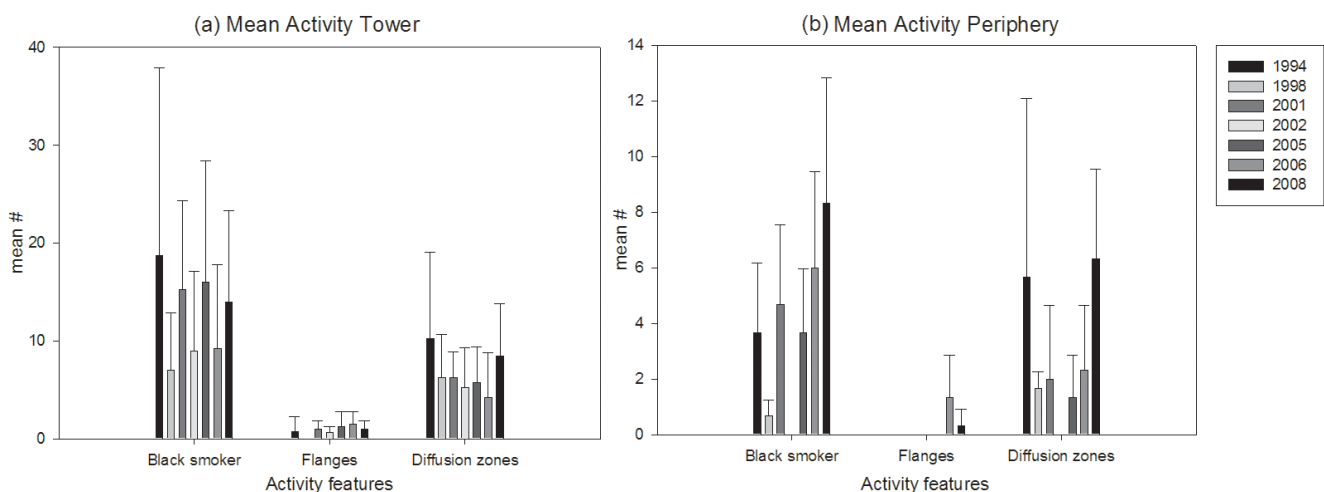 (a) Mean Activity Tower
40
30
20
10
0
mean #
Black smoker
Flanges
Diffusion zones
Activity features
(b) Mean Activity Periphery
14
12
10
8
6
4
2
0
mean #
Black smoker
Flanges
Diffusion zones
Activity features
1994
1998
2001
2002
2005
2006
2008